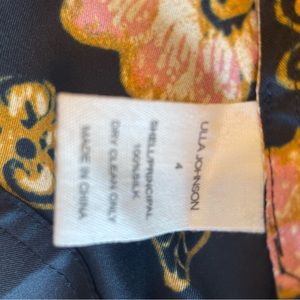 ULLA JOHNSON
4
SHELL/PRINCIPAL
100%SILK
DRY CLEAN ONLY
MADE IN CHINA